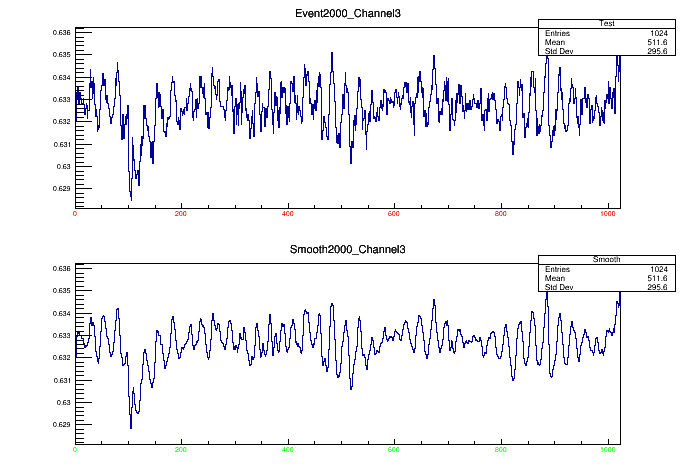 Event2000_Channel3
Test
Entries 1024
Mean 511.6
Std Dev 295.6
0.636
0.635
0.634
0.633
0.632
0.631
0.63
0.629
0 200 400 600 800 1000
Smooth2000_Channel3
Smooth
Entries 1024
Mean 511.6
Std Dev 295.6
0.636
0.635
0.634
0.633
0.632
0.631
0.63
0.629
0 200 400 600 800 1000